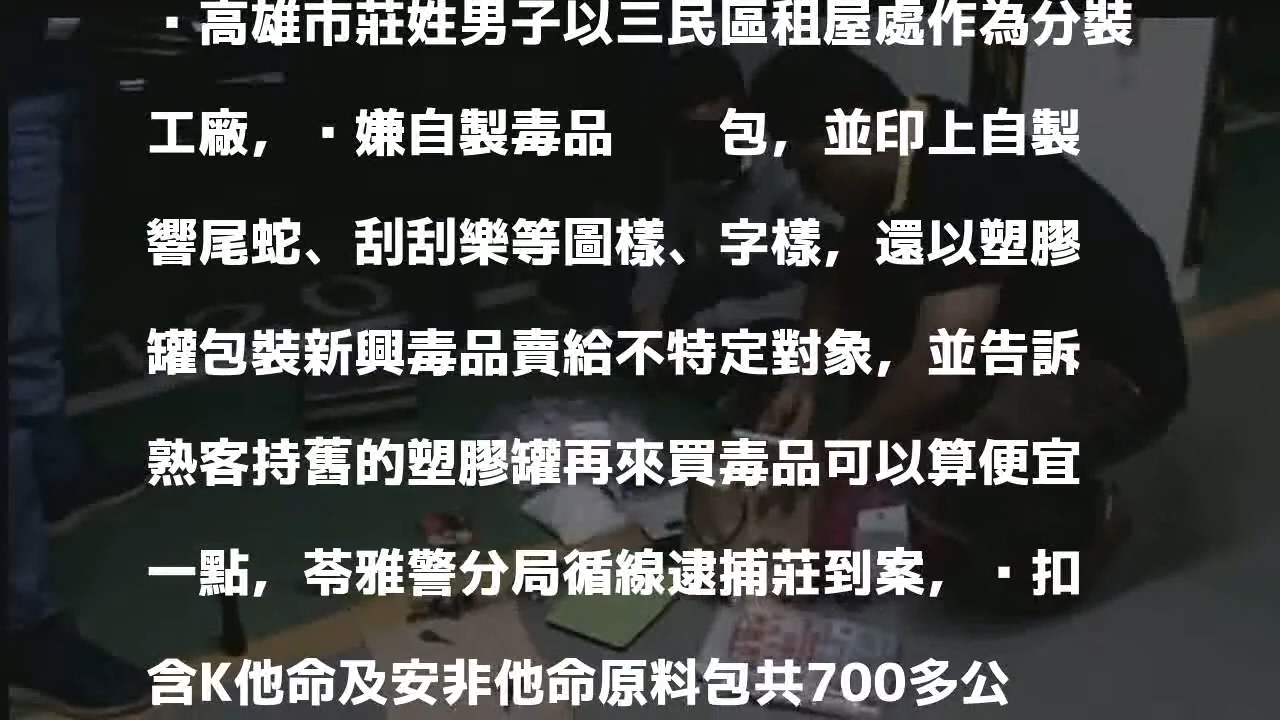 ·高雄市莊姓男子以三民區租屋處作為分裝
工廠，·嫌自製毒品　　包，並印上自製
響尾蛇、刮刮樂等圖樣、字樣，還以塑膠
罐包裝新興毒品賣給不特定對象，並告訴
熟客持舊的塑膠罐再來買毒品可以算便宜
一點，苓雅警分局循線逮捕莊到案，·扣
含K他命及安非他命原料包共700多公